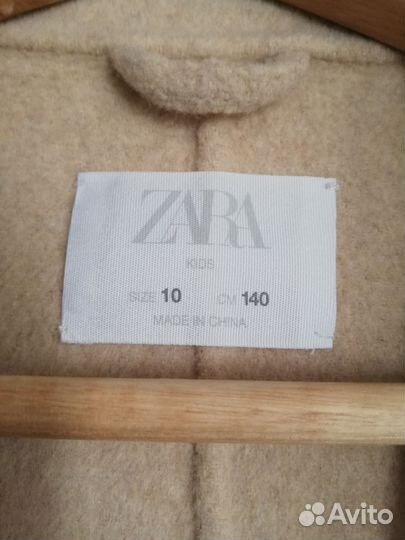 ZARA
KIDS
SIZE 10 CM 140
MADE IN CHINA
Avito